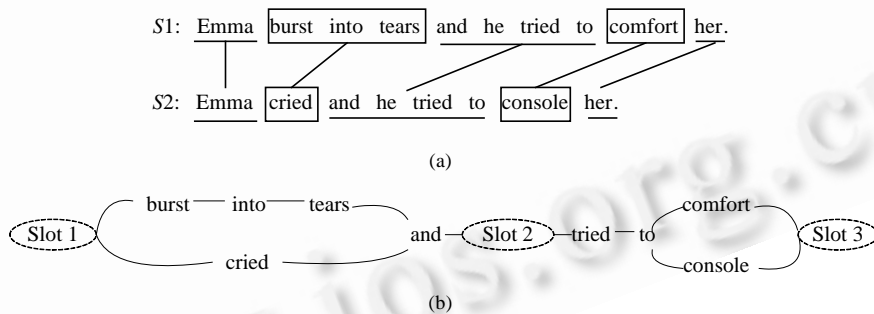 S1: Emma burst into tears and he tried to comfort her.
S2: Emma cried and he tried to console her.
(a)
burst into tears comfort
Slot 1 and Slot 2 tried to Slot 3
cried console
(b)